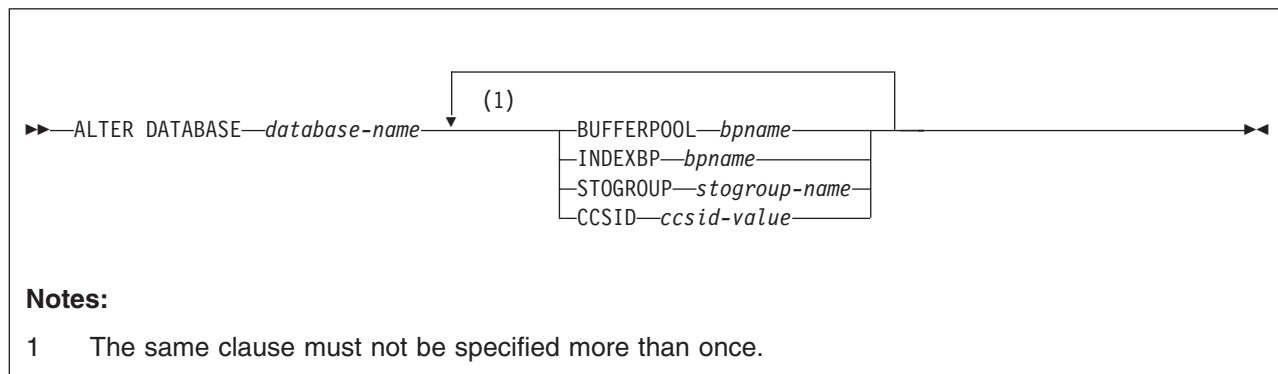 (1)
ALTER DATABASE database-name BUFFERPOOL bpname
INDEXBP bpname
STOGROUP stogroup-name
CCSID ccsid-value
Notes:
1 The same clause must not be specified more than once.